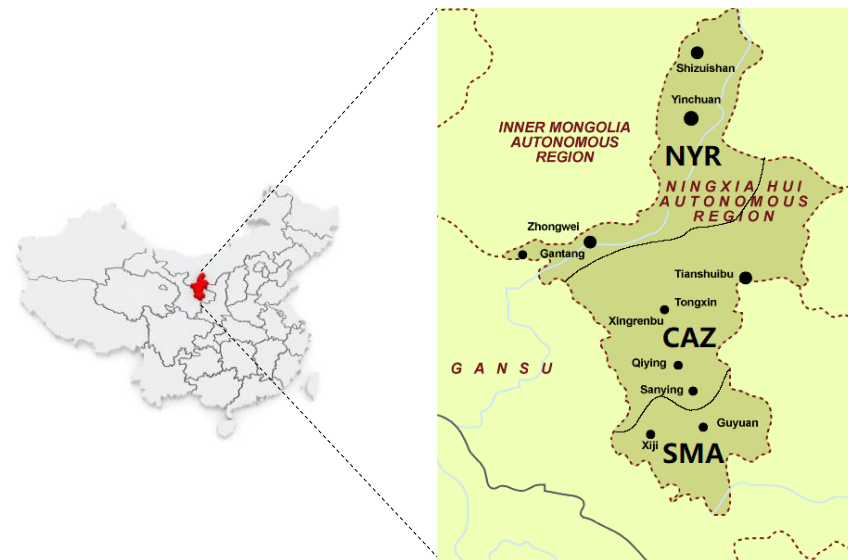 Shizuishan
Yinchuan
INNER MONGOLIA
AUTONOMOUS
REGION
NYR
NINGXIA HUI
AUTONOMOUS
REGION
Zhongwei
Gantang
Tianshuibu
Tongxin
Xingrenbu
CAZ
GANSU
Qiying
Sanying
Guyuan
Xiji
SMA